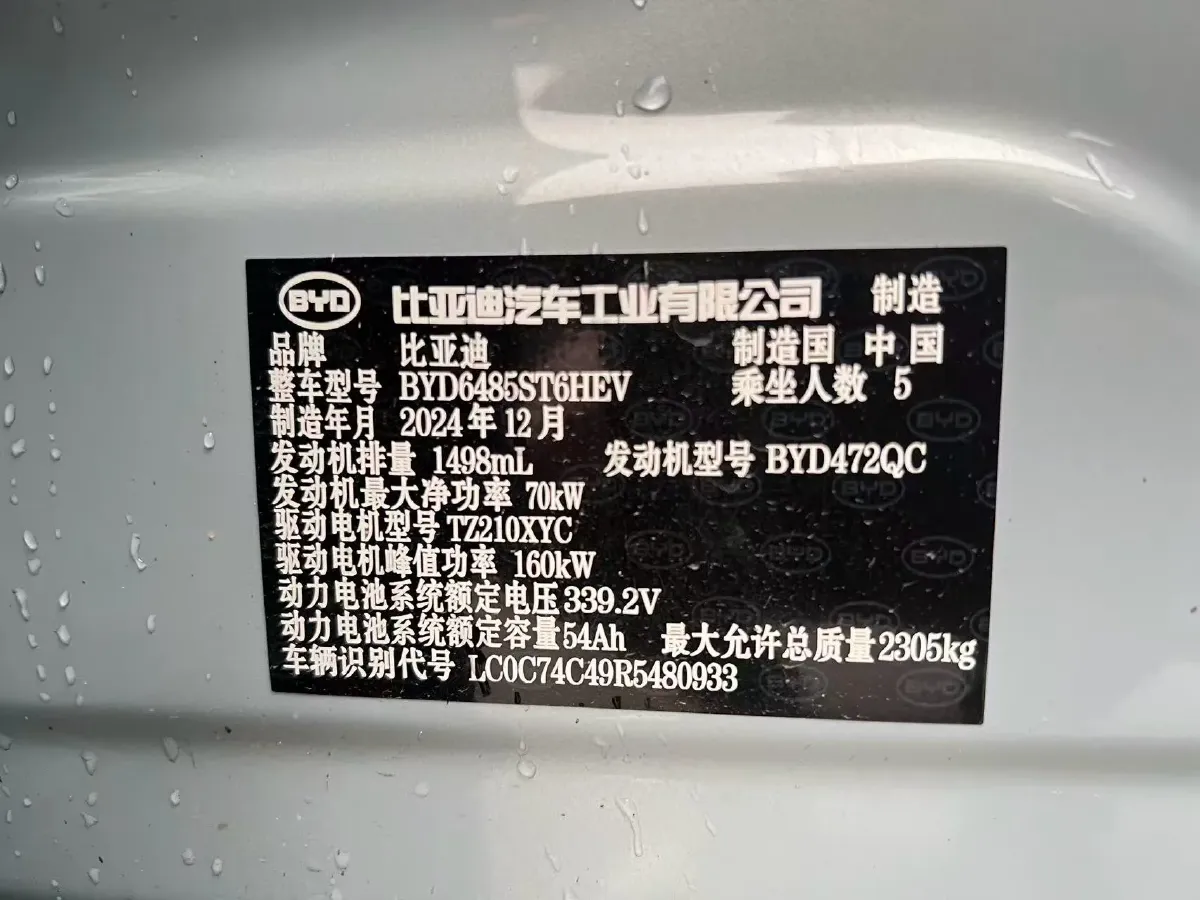 BYD 比亚迪汽车工业有限公司 制造
品牌 比亚迪 制造国 中国
整车型号 BYD6485ST6HEV 乘坐人数 5
制造年月 2024年12月
发动机排量 1498mL 发动机型号 BYD472QC
发动机最大净功率 70kW
驱动电机型号 TZ210XYC
驱动电机峰值功率 160kW
动力电池系统额定电压 339.2V
动力电池系统额定容量 54Ah 最大允许总质量 2305kg
车辆识别代号 LC0C74C49R5480933